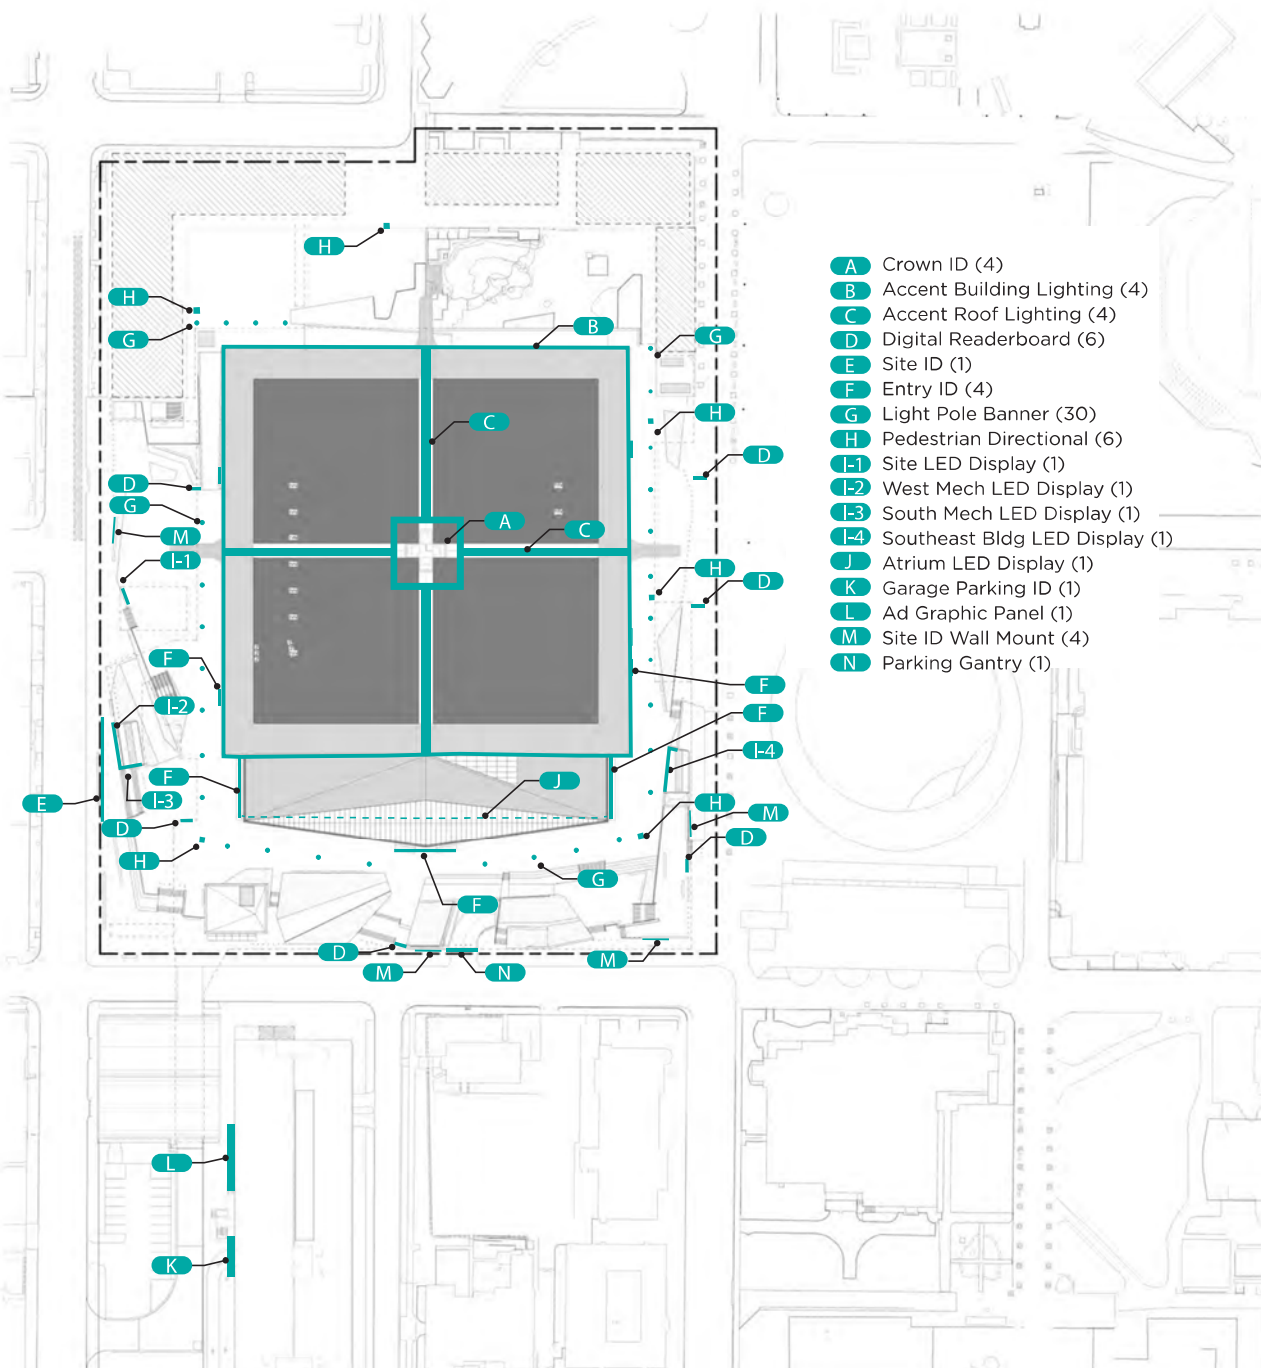 H
A Crown ID (4)
H
B Accent Building Lighting (4)
C Accent Roof Lighting (4)
B
G
G
D Digital Readerboard (6)
E Site ID (1)
F Entry ID (4)
H
G Light Pole Banner (30)
C
H Pedestrian Directional (6)
D
I-1 Site LED Display (1)
D
I-2 West Mech LED Display (1)
G
I-3 South Mech LED Display (1)
A
M
C
I-4 Southeast Bldg LED Display (1)
I-1
J Atrium LED Display (1)
H
D
K Garage Parking ID (1)
L Ad Graphic Panel (1)
M Site ID Wall Mount (4)
F
N Parking Gantry (1)
F
I-2
F
I-4
F
J
E
I-3
H
M
D
D
H
G
F
D
M
N
M
L
K